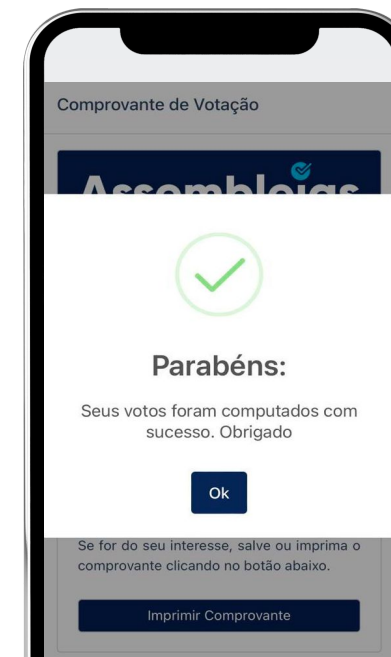 Comprovante de Votação
Assembleias
Parabéns:
Seus votos foram computados com
sucesso. Obrigado
Ok
Se for do seu interesse, salve ou imprima o
comprovante clicando no botão abaixo.
Imprimir Comprovante